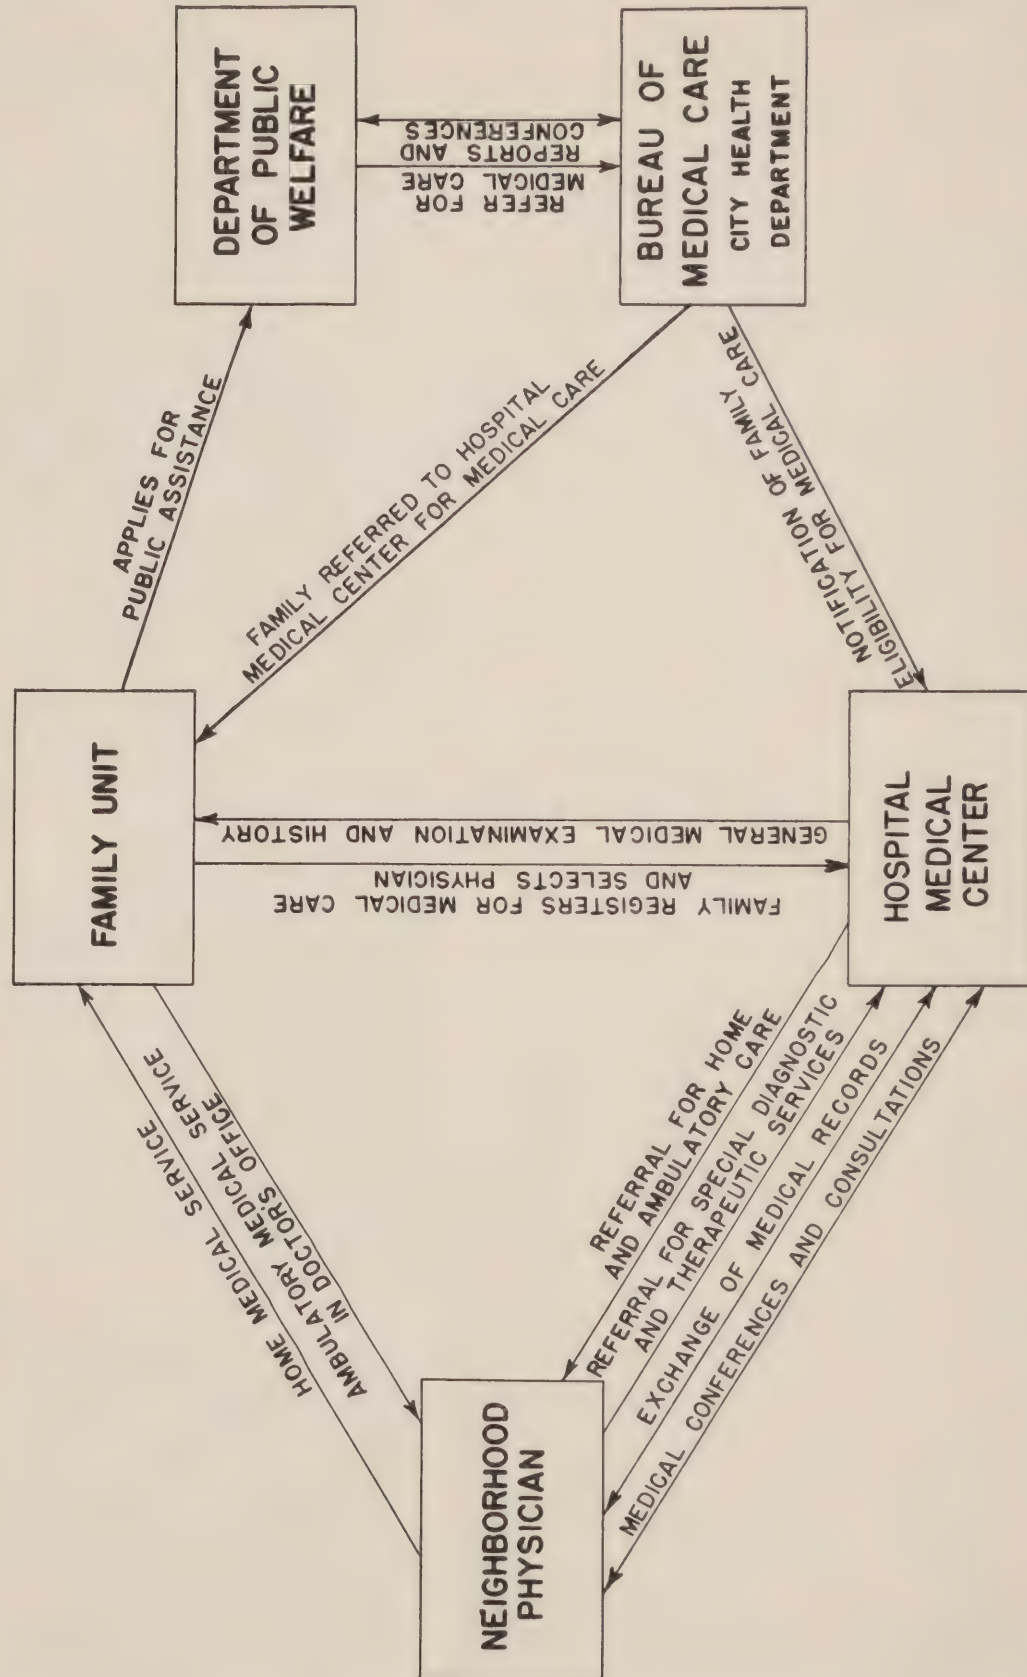 FAMILY UNIT
APPLIES FOR
PUBLIC ASSISTANCE
DEPARTMENT
OF PUBLIC
WELFARE
REFER FOR
MEDICAL CARE
REPORTS AND
CONFERENCES
BUREAU OF
MEDICAL CARE
CITY HEALTH
DEPARTMENT
FAMILY REFERRED TO HOSPITAL
MEDICAL CENTER FOR MEDICAL CARE
NOTIFICATION OF FAMILY
ELIGIBILITY FOR MEDICAL CARE
FAMILY REGISTERS FOR MEDICAL CARE
AND SELECTS PHYSICIAN
GENERAL MEDICAL EXAMINATION AND HISTORY
HOSPITAL
MEDICAL
CENTER
HOME MEDICAL SERVICE
AMBULATORY MEDICAL SERVICE
IN DOCTOR'S OFFICE
NEIGHBORHOOD
PHYSICIAN
REFERRAL FOR HOME
AND AMBULATORY CARE
REFERRAL FOR SPECIAL DIAGNOSTIC
AND THERAPEUTIC SERVICES
EXCHANGE OF MEDICAL RECORDS
MEDICAL CONFERENCES AND CONSULTATIONS